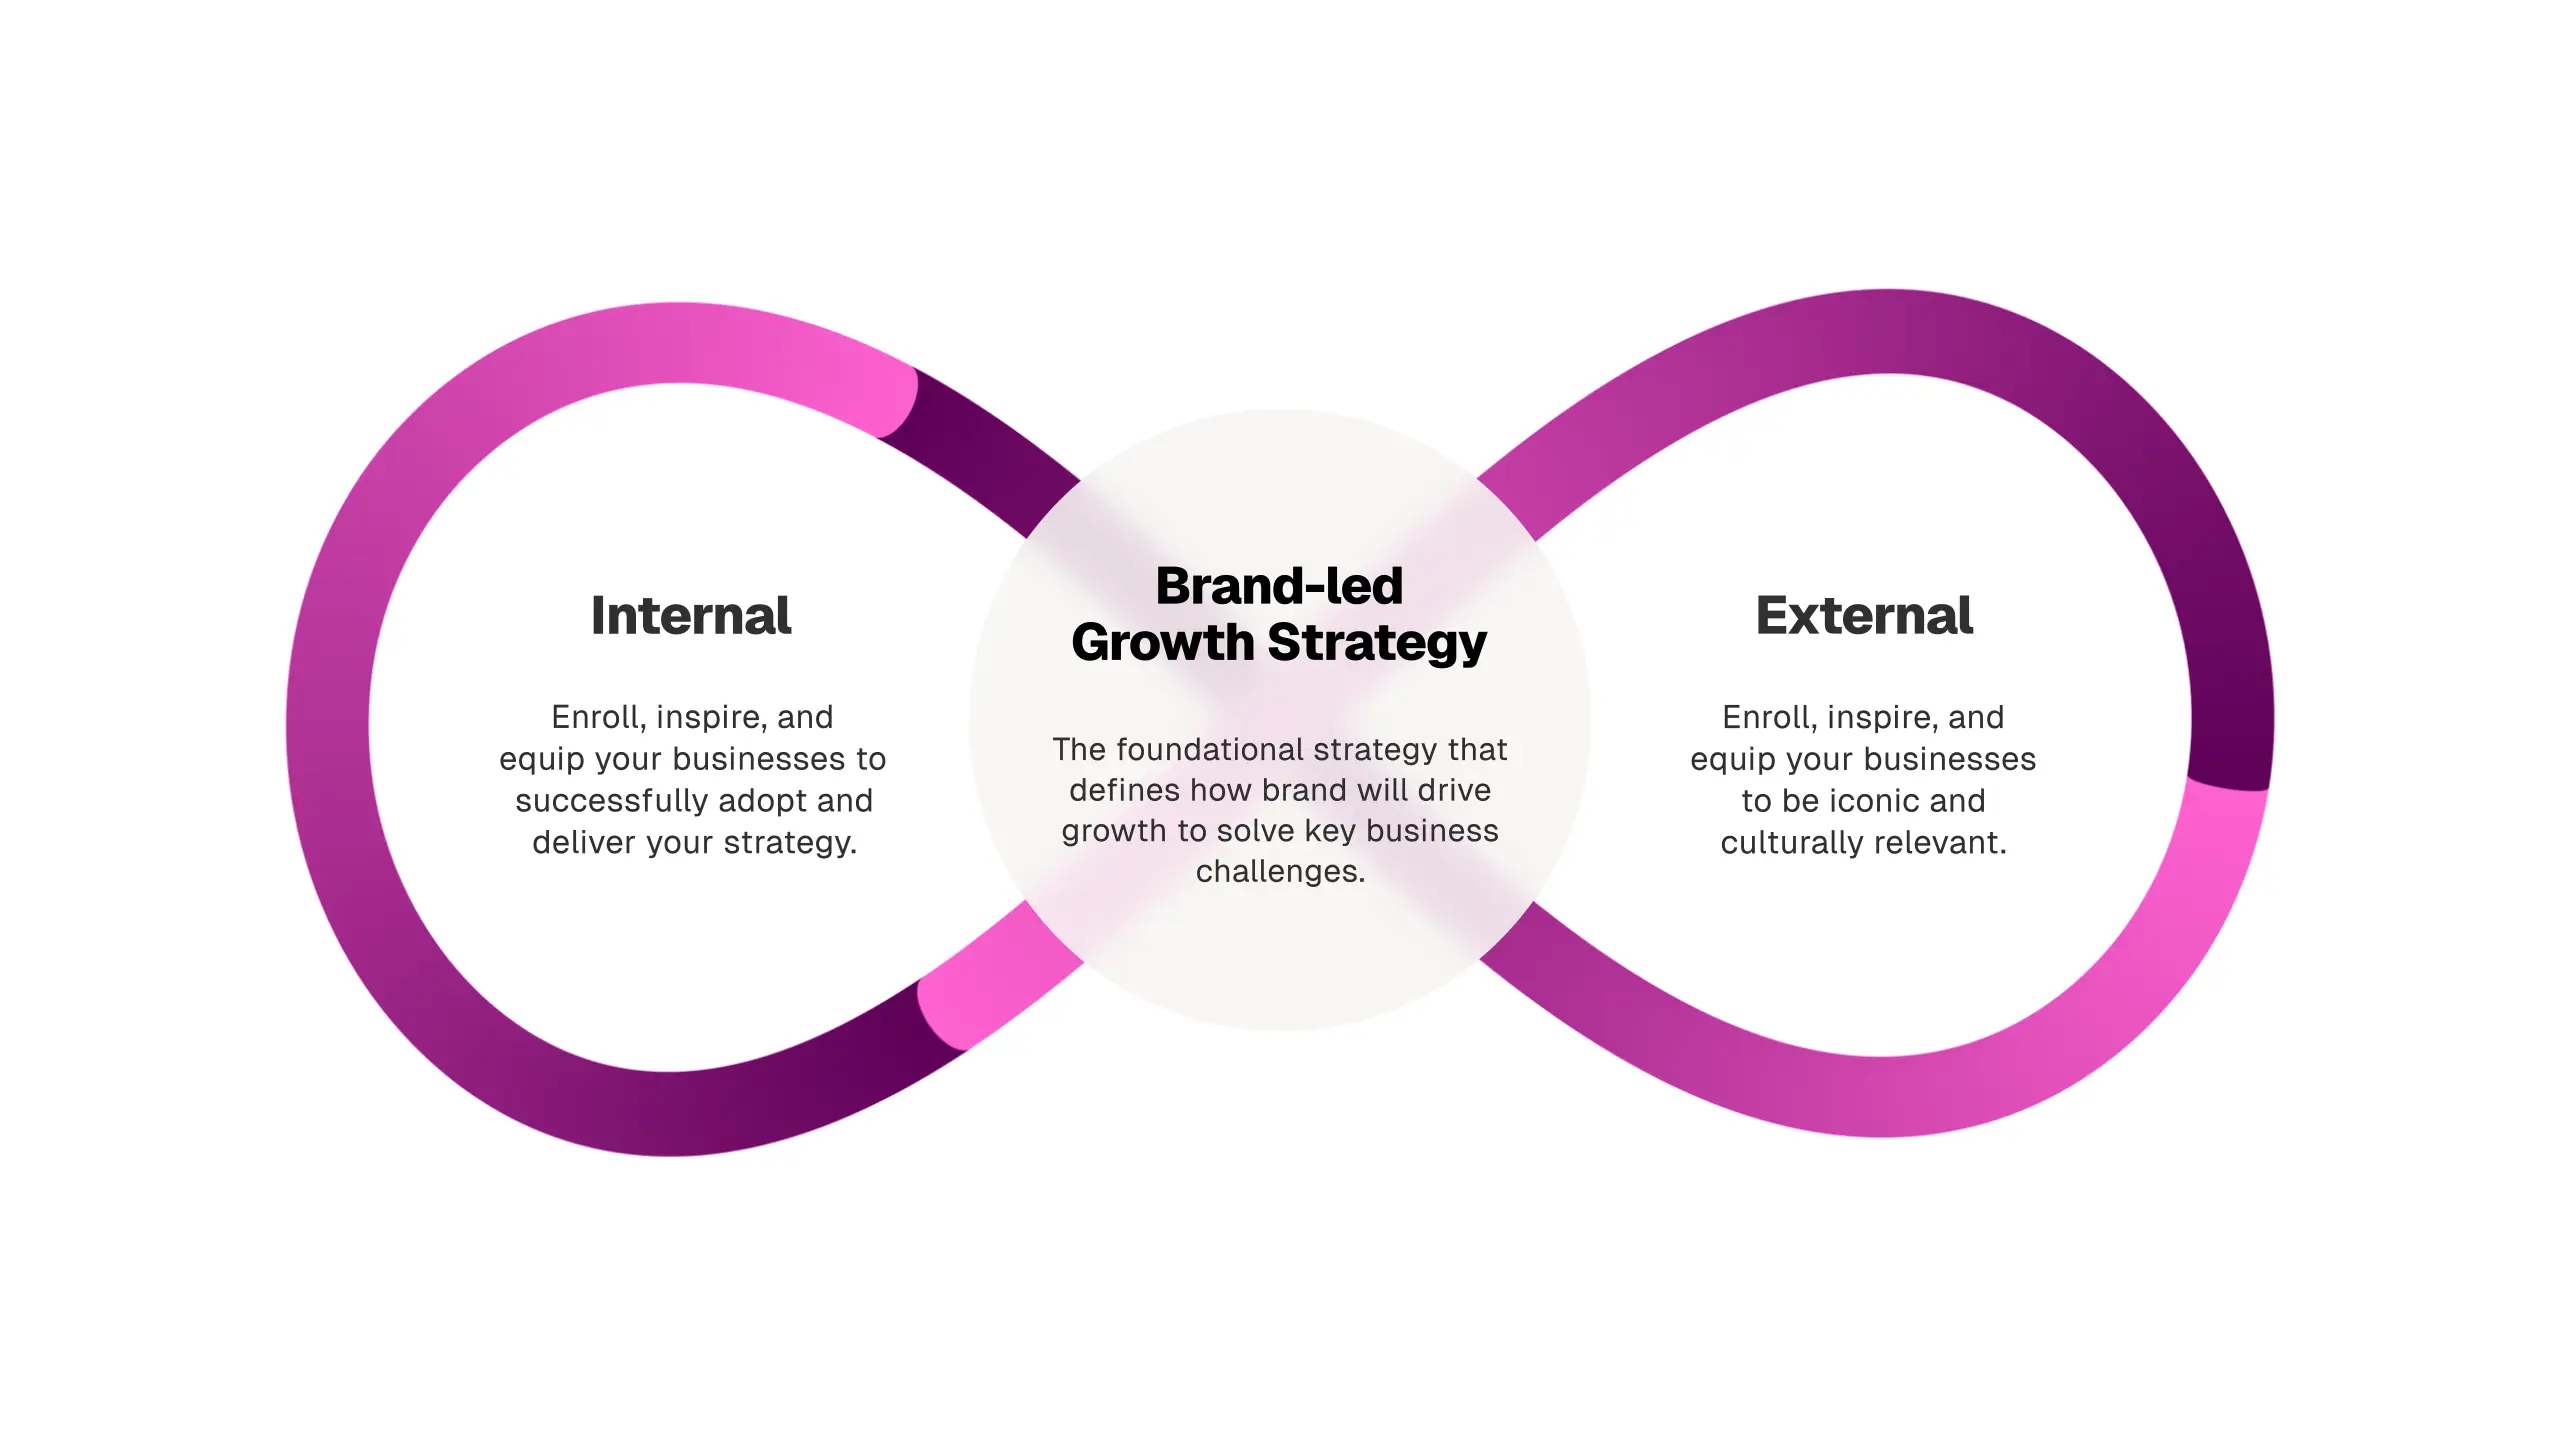 Internal
Enroll, inspire, and
equip your businesses to
successfully adopt and
deliver your strategy.
Brand-led
Growth Strategy
The foundational strategy that
defines how brand will drive
growth to solve key business
challenges.
External
Enroll, inspire, and
equip your businesses
to be iconic and
culturally relevant.